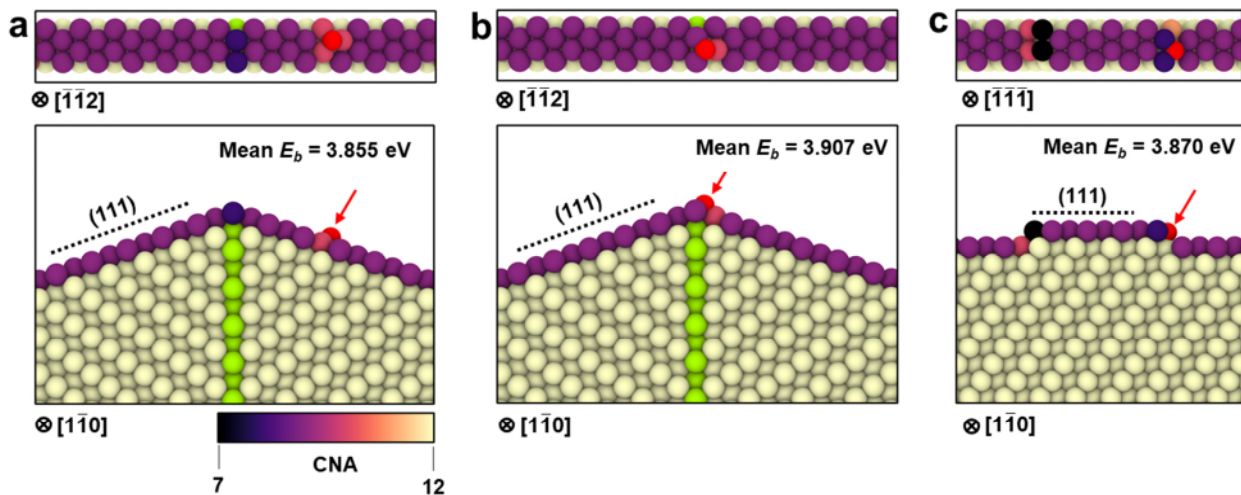 a
b
c
⊗ [1̄1̄2]
⊗ [1̄1̄2]
⊗ [1̄1̄1̄]
Mean E_b = 3.855 eV
(111)
Mean E_b = 3.907 eV
(111)
Mean E_b = 3.870 eV
(111)
⊗ [11̄0]
⊗ [11̄0]
⊗ [11̄0]
CNA
7
12